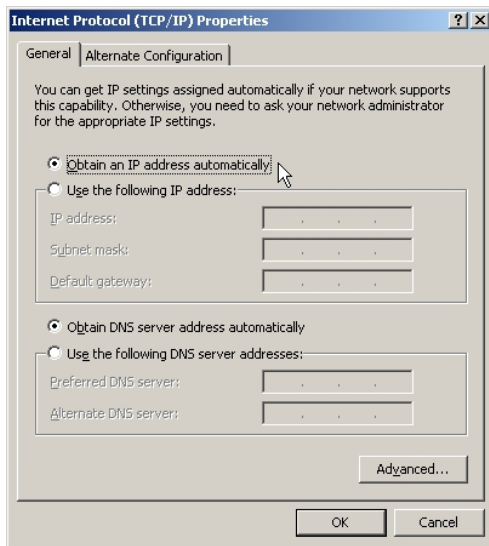 Internet Protocol (TCP/IP) Properties
General
Alternate Configuration
You can get IP settings assigned automatically if your network supports
this capability. Otherwise, you need to ask your network administrator
for the appropriate IP settings.
Obtain an IP address automatically
Use the following IP address:
IP address:
Subnet mask:
Default gateway:
Obtain DNS server address automatically
Use the following DNS server addresses:
Preferred DNS server:
Alternate DNS server:
Advanced...
OK
Cancel